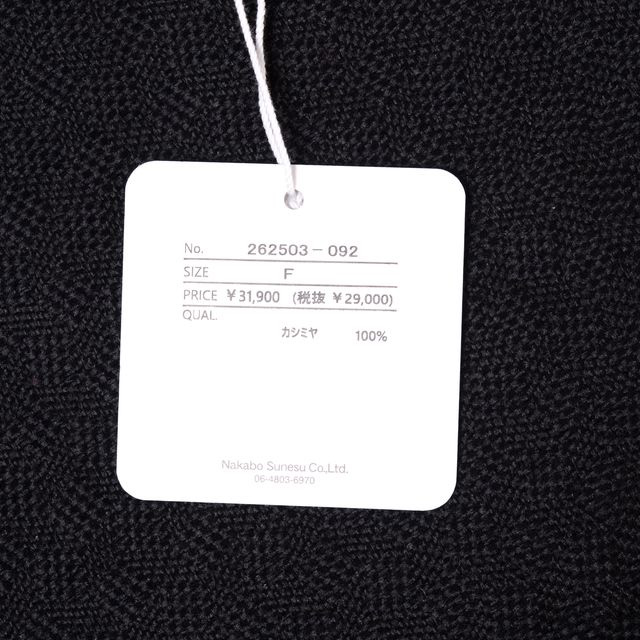 No. 262503-092
SIZE F
PRICE ¥31,900 (税抜 ¥29,000)
QUAL.
カシミヤ 100%
Nakabo Sunesu Co.,Ltd.
06-4803-6970